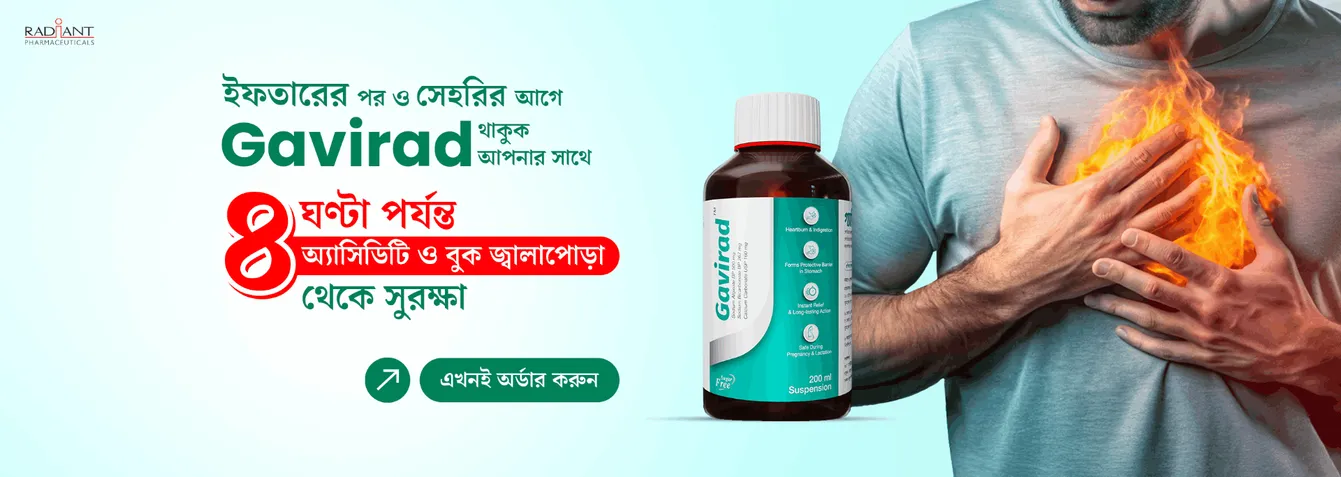 RADIANT
PHARMACEUTICALS
ইফতারের পর ও সেহরির আগে
Gavirad থাকুক
আপনার সাথে
৪ ঘণ্টা পর্যন্ত
অ্যাসিডিটি ও বুক জ্বালাপোড়া
থেকে সুরক্ষা
এখনই অর্ডার করুন
Gavirad
Heartburn & Indigestion
Forms Protective Barrier
in Stomach
Instant Relief
& Long-lasting Action
Safe During
Pregnancy & Lactation
Sugar
Free
200 ml
Suspension